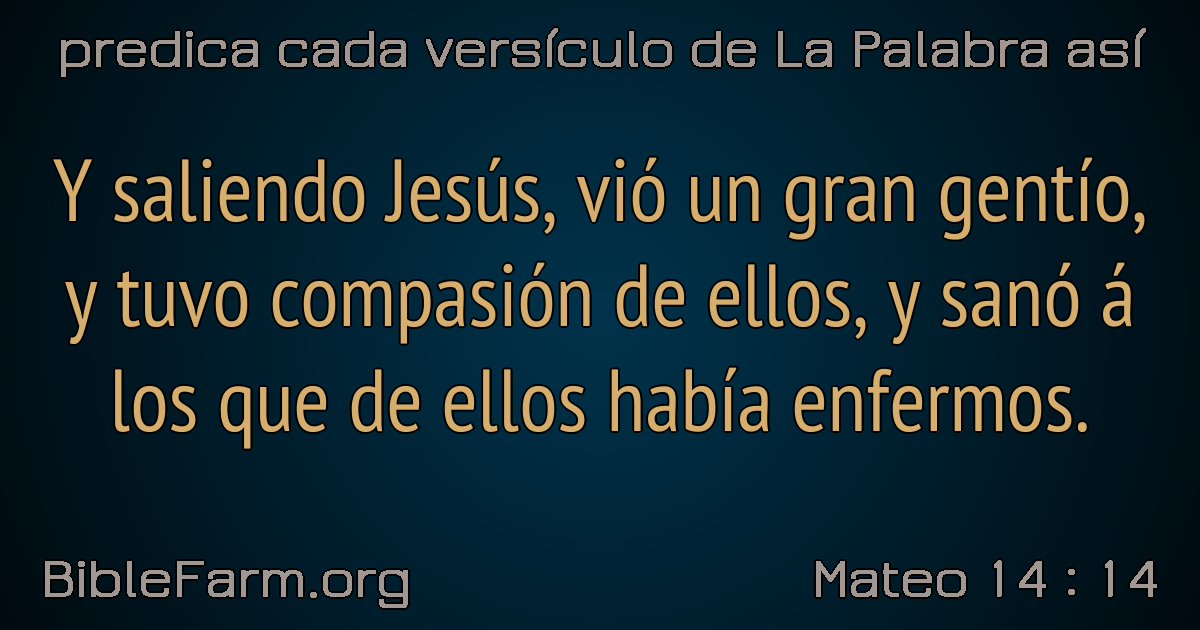 predica cada versículo de La Palabra así
Y saliendo Jesús, vió un gran gentío,
y tuvo compasión de ellos, y sanó á
los que de ellos había enfermos.
BibleFarm.org
Mateo 14 : 14